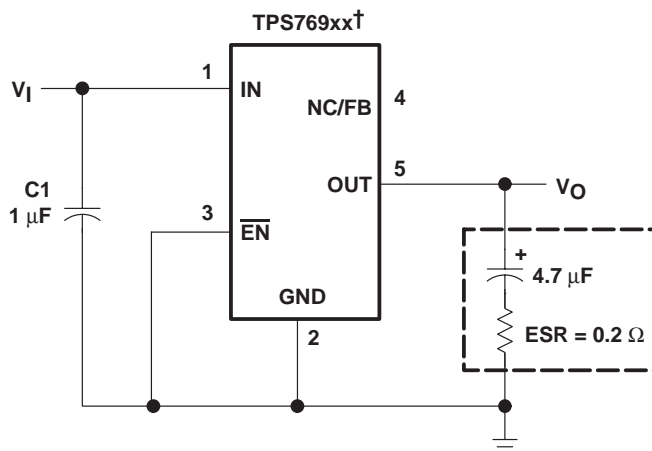 TPS769xx†
VI
1
IN
NC/FB
4
C1
1 μF
3
EN
OUT
5
VO
GND
2
+
4.7 μF
ESR = 0.2 Ω